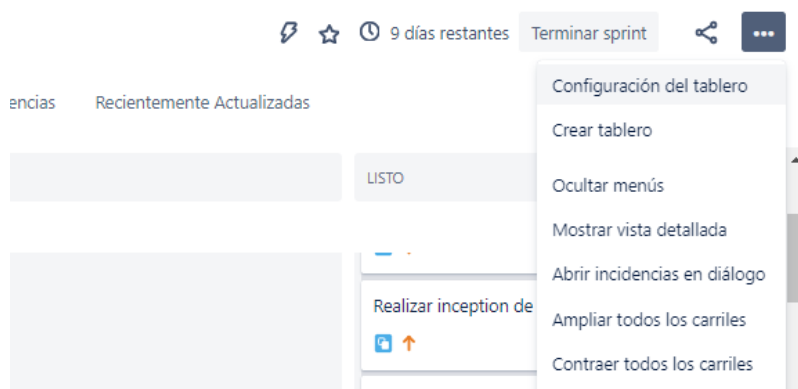 9 días restantes
Terminar sprint
encias
Recientemente Actualizadas
LISTO
Realizar inception de
Configuración del tablero
Crear tablero
Ocultar menús
Mostrar vista detallada
Abrir incidencias en diálogo
Ampliar todos los carriles
Contraer todos los carriles